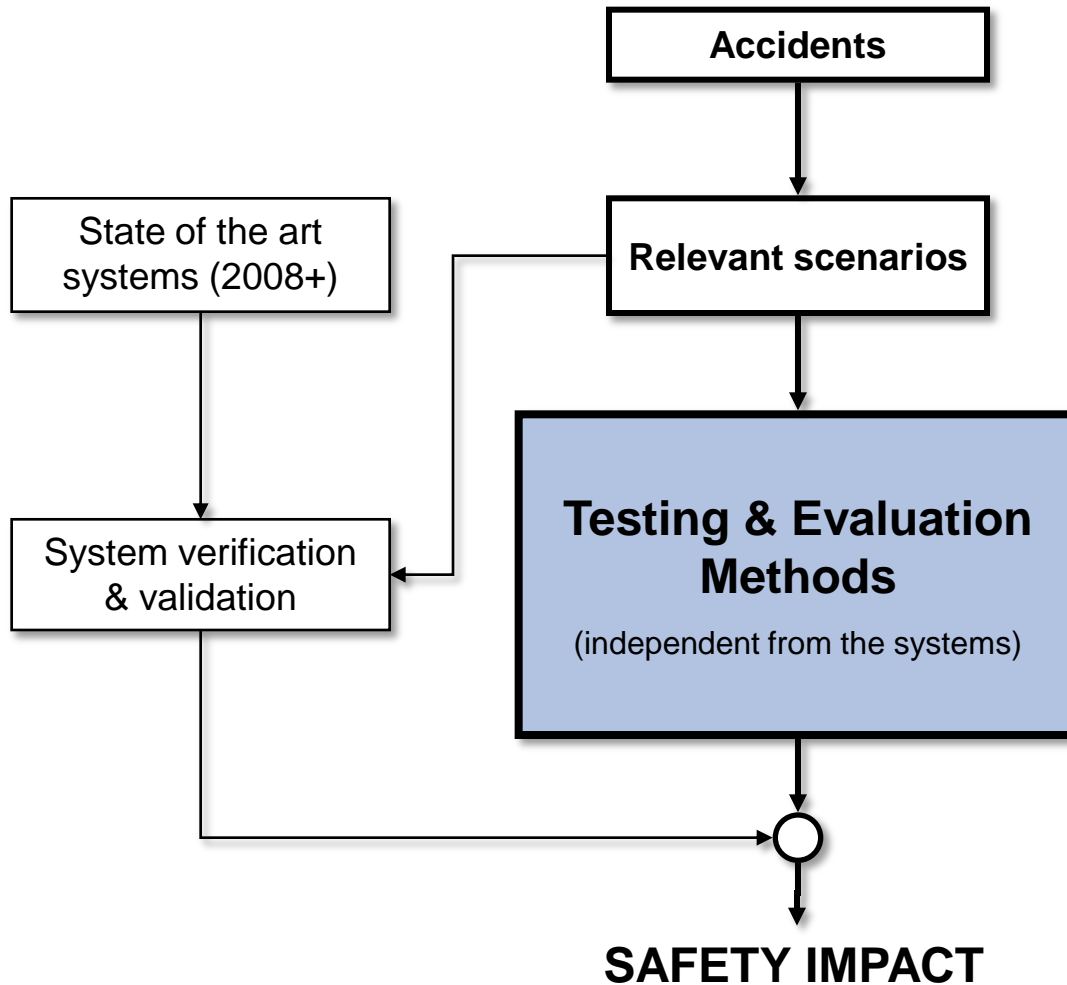 Accidents
State of the art
systems (2008+)
Relevant scenarios
System verification
& validation
Testing & Evaluation
Methods
(independent from the systems)
SAFETY IMPACT